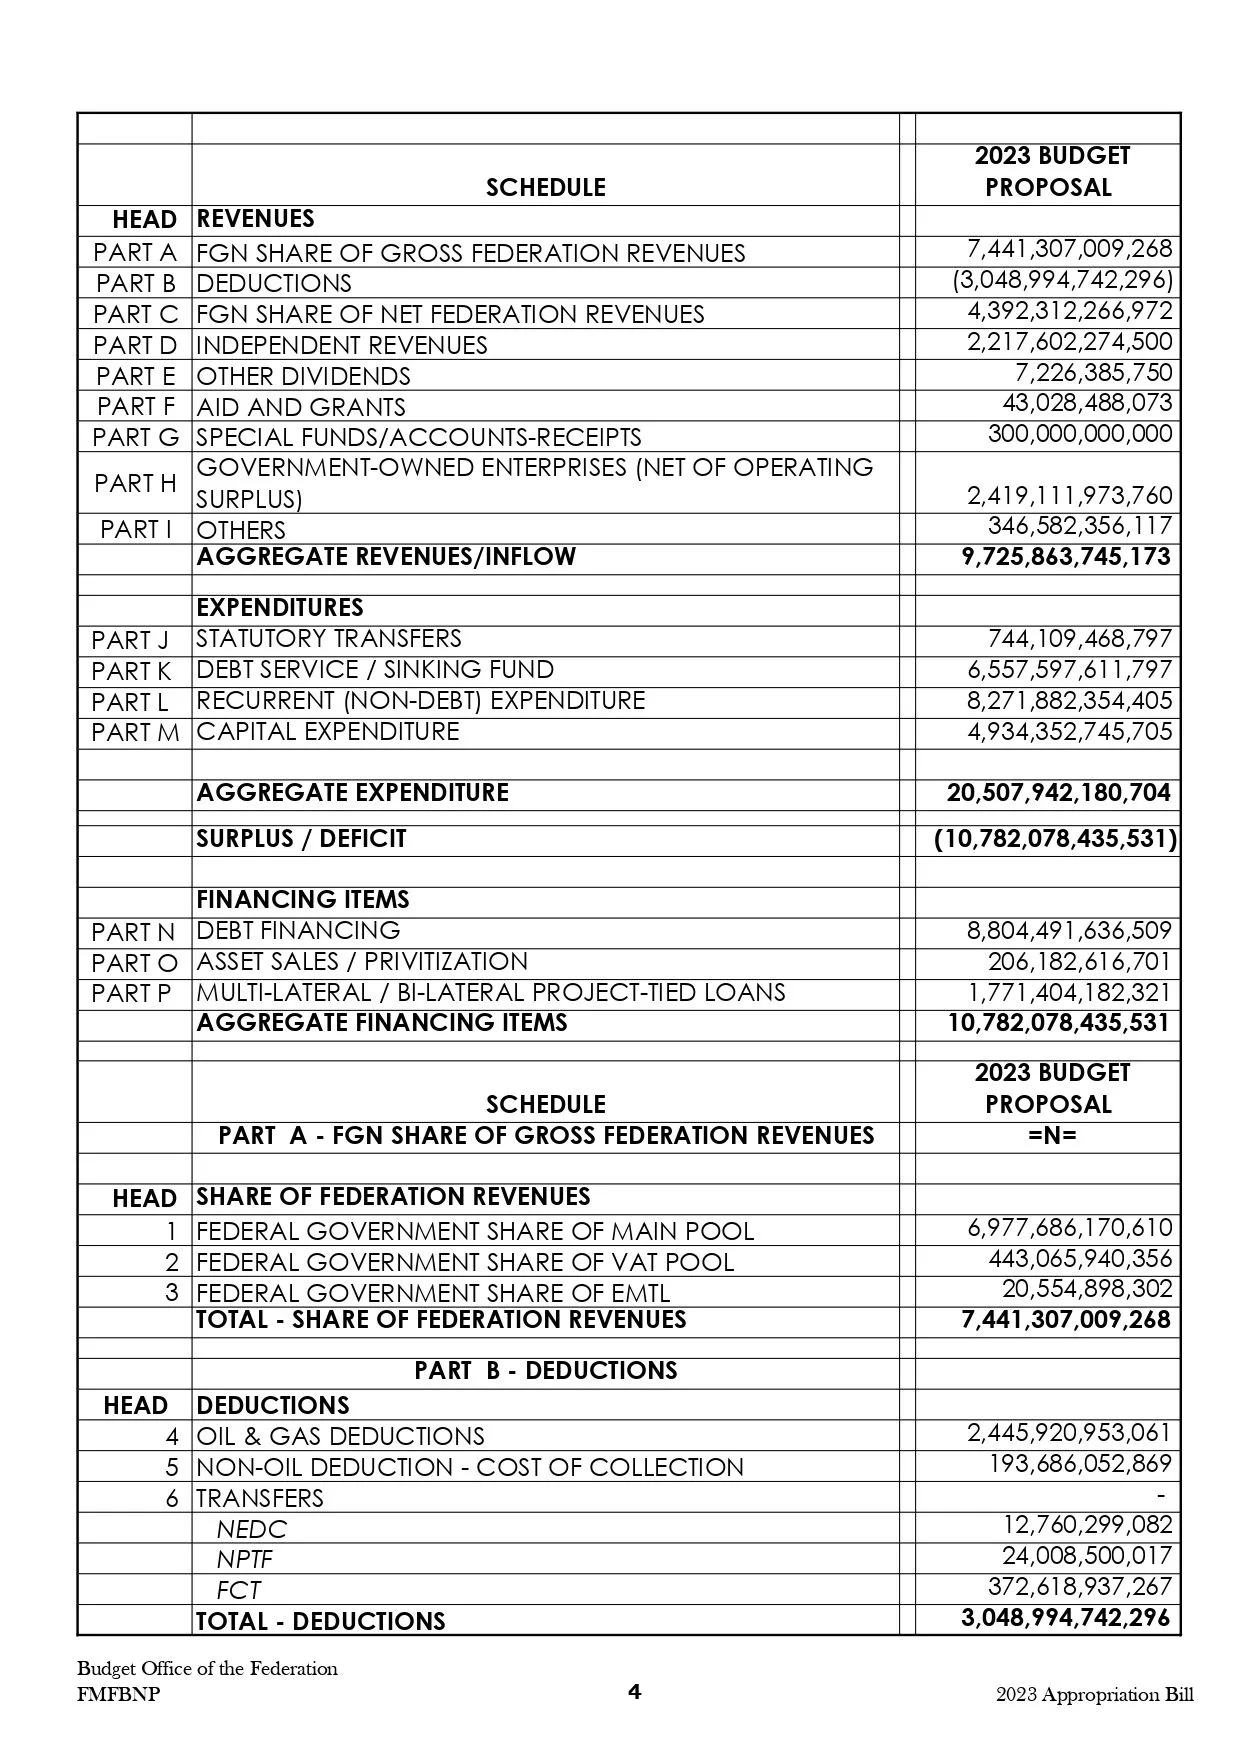 2023 BUDGET
SCHEDULE PROPOSAL
HEAD REVENUES
PART A FGN SHARE OF GROSS FEDERATION REVENUES 7,441,307,009,268
PART B DEDUCTIONS (3,048,994,742,296)
PART C FGN SHARE OF NET FEDERATION REVENUES 4,392,312,266,972
PART D INDEPENDENT REVENUES 2,217,602,274,500
PART E OTHER DIVIDENDS 7,226,385,750
PART F AID AND GRANTS 43,028,488,073
PART G SPECIAL FUNDS/ACCOUNTS-RECEIPTS 300,000,000,000
PART H GOVERNMENT-OWNED ENTERPRISES (NET OF OPERATING
SURPLUS) 2,419,111,973,760
PART I OTHERS 346,582,356,117
AGGREGATE REVENUES/INFLOW 9,725,863,745,173
EXPENDITURES
PART J STATUTORY TRANSFERS 744,109,468,797
PART K DEBT SERVICE / SINKING FUND 6,557,597,611,797
PART L RECURRENT (NON-DEBT) EXPENDITURE 8,271,882,354,405
PART M CAPITAL EXPENDITURE 4,934,352,745,705
AGGREGATE EXPENDITURE 20,507,942,180,704
SURPLUS / DEFICIT (10,782,078,435,531)
FINANCING ITEMS
PART N DEBT FINANCING 8,804,491,636,509
PART O ASSET SALES / PRIVITIZATION 206,182,616,701
PART P MULTI-LATERAL / BI-LATERAL PROJECT-TIED LOANS 1,771,404,182,321
AGGREGATE FINANCING ITEMS 10,782,078,435,531
2023 BUDGET
SCHEDULE PROPOSAL
PART A - FGN SHARE OF GROSS FEDERATION REVENUES =N=
HEAD SHARE OF FEDERATION REVENUES
1 FEDERAL GOVERNMENT SHARE OF MAIN POOL 6,977,686,170,610
2 FEDERAL GOVERNMENT SHARE OF VAT POOL 443,065,940,356
3 FEDERAL GOVERNMENT SHARE OF EMTL 20,554,898,302
TOTAL - SHARE OF FEDERATION REVENUES 7,441,307,009,268
PART B - DEDUCTIONS
HEAD DEDUCTIONS
4 OIL & GAS DEDUCTIONS 2,445,920,953,061
5 NON-OIL DEDUCTION - COST OF COLLECTION 193,686,052,869
6 TRANSFERS -
NEDC 12,760,299,082
NPTF 24,008,500,017
FCT 372,618,937,267
TOTAL - DEDUCTIONS 3,048,994,742,296
Budget Office of the Federation
FMFBNP 4 2023 Appropriation Bill